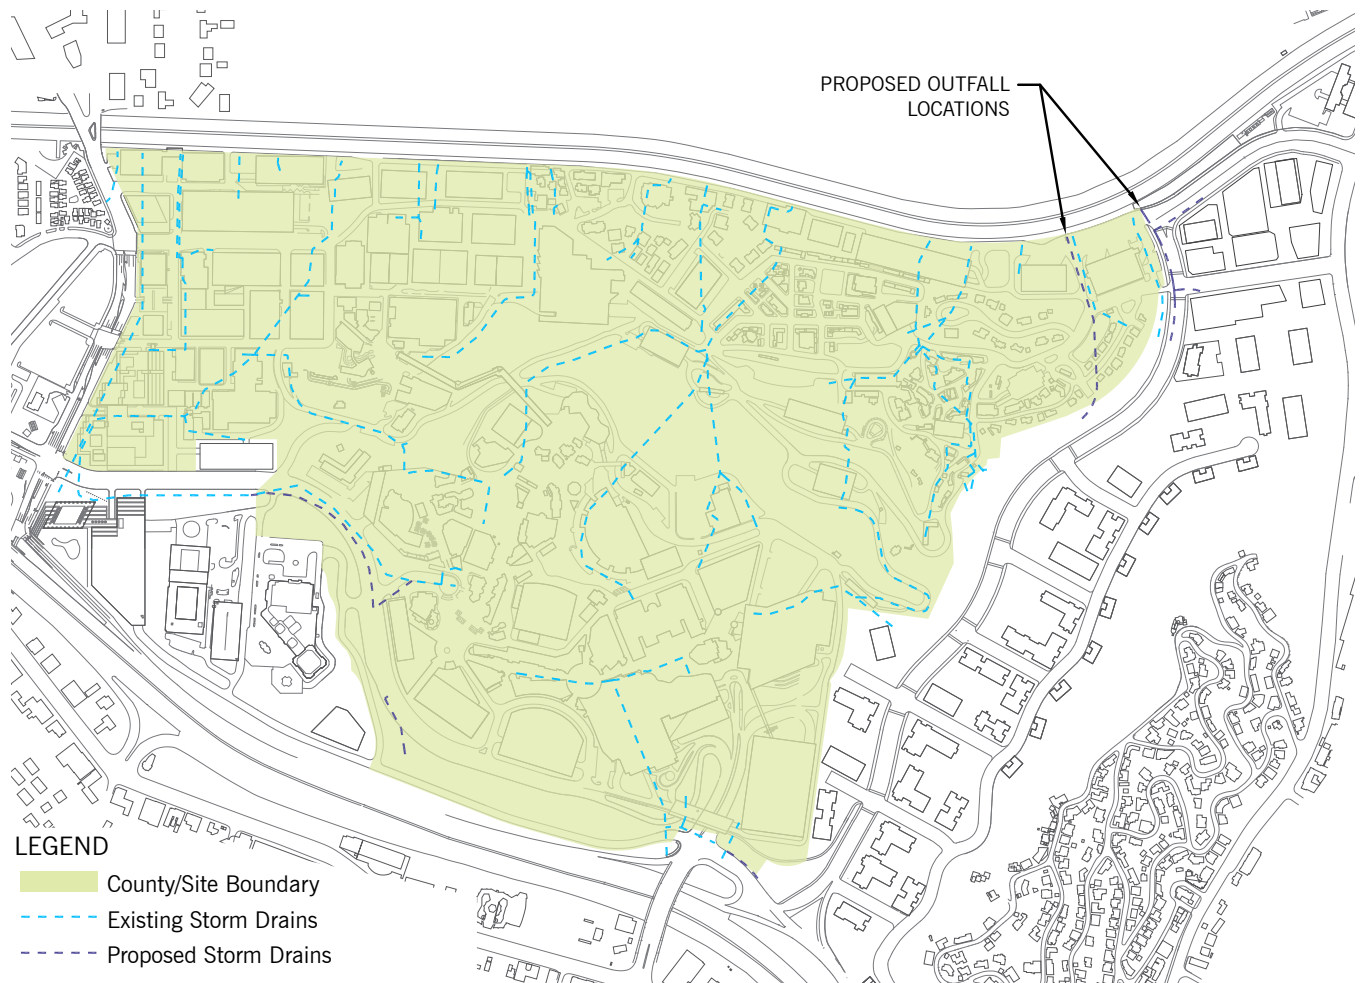 PROPOSED OUTFALL
LOCATIONS
LEGEND
County/Site Boundary
Existing Storm Drains
Proposed Storm Drains